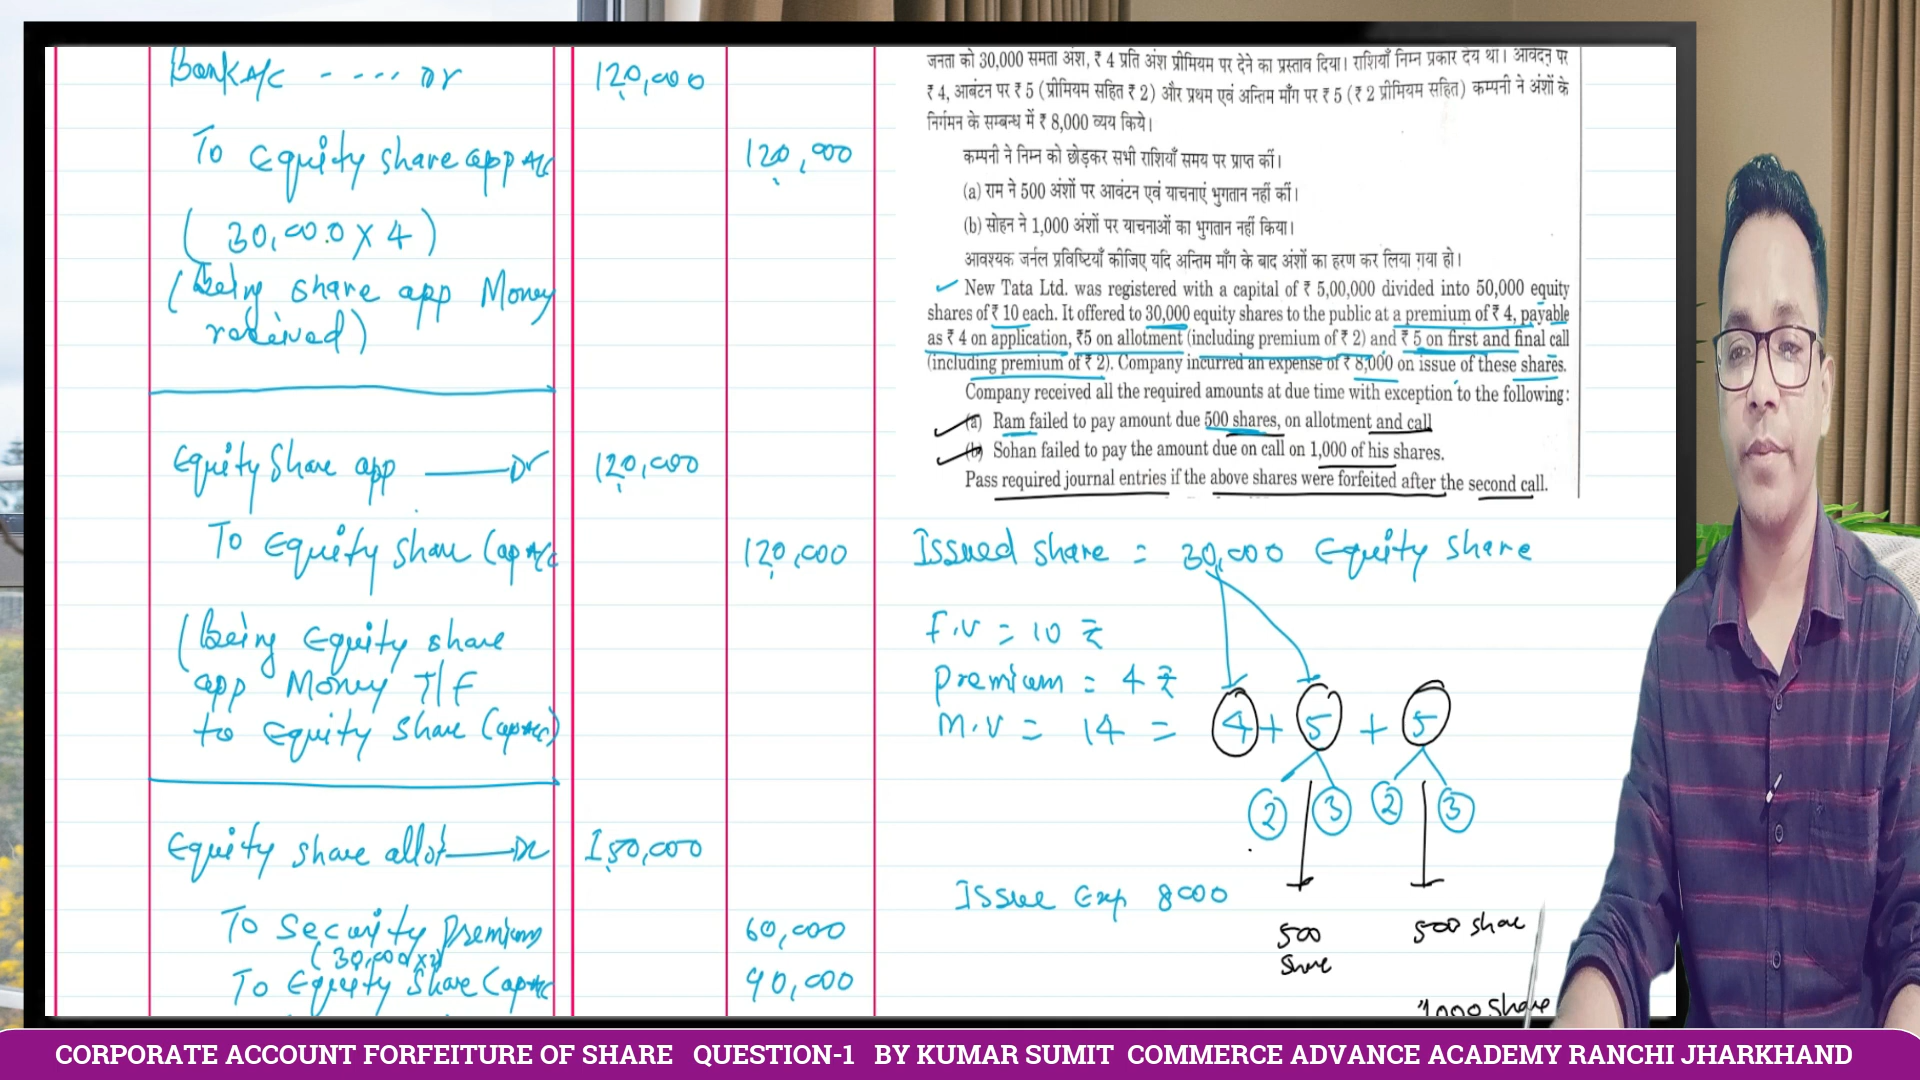 Bank A/c ----- Dr 120,000
To Equity share app A/c 120,000
( 30,000 X 4 )
( Being share app Money
received )
Equity Share app ——— Dr 120,000
To Equity Share Cap A/c 120,000
( Being Equity share
app Money T/F
to Equity Share Cap A/c )
Equity share allot —— Dr 150,000
To Security Premium 60,000
( 30,000 x 2 )
To Equity Share Cap A/c 90,000
जनता को 30,000 समता अंश, ₹ 4 प्रति अंश प्रीमियम पर देने का प्रस्ताव दिया। राशियाँ निम्न प्रकार देय थी। आवेदन पर
₹ 4, आबंटन पर ₹ 5 (प्रीमियम सहित ₹ 2) और प्रथम एवं अन्तिम माँग पर ₹ 5 (₹ 2 प्रीमियम सहित) कम्पनी ने अंशों के
निर्गमन के सम्बन्ध में ₹ 8,000 व्यय किये।
कम्पनी ने निम्न को छोड़कर सभी राशियाँ समय पर प्राप्त कीं।
(a) राम ने 500 अंशों पर आबंटन एवं याचनाएं भुगतान नहीं कीं।
(b) सोहन ने 1,000 अंशों पर याचनाओं का भुगतान नहीं किया।
आवश्यक जर्नल प्रविष्टियाँ कीजिए यदि अन्तिम माँग के बाद अंशों का हरण कर लिया गया हो।
New Tata Ltd. was registered with a capital of ₹ 5,00,000 divided into 50,000 equity
shares of ₹ 10 each. It offered to 30,000 equity shares to the public at a premium of ₹ 4, payable
as ₹ 4 on application, ₹5 on allotment (including premium of ₹ 2) and ₹ 5 on first and final call
(including premium of ₹ 2). Company incurred an expense of ₹ 8,000 on issue of these shares.
Company received all the required amounts at due time with exception to the following:
(a) Ram failed to pay amount due 500 shares, on allotment and call
(b) Sohan failed to pay the amount due on call on 1,000 of his shares.
Pass required journal entries if the above shares were forfeited after the second call.
Issued share = 30,000 Equity Share
F.V = 10 ₹
Premium = 4 ₹
M.V = 14 = 4 + 5 + 5
2 3 2 3
Issue Exp 8000
500 share
500 share
1000 share
CORPORATE ACCOUNT FORFEITURE OF SHARE QUESTION-1 BY KUMAR SUMIT COMMERCE ADVANCE ACADEMY RANCHI JHARKHAND